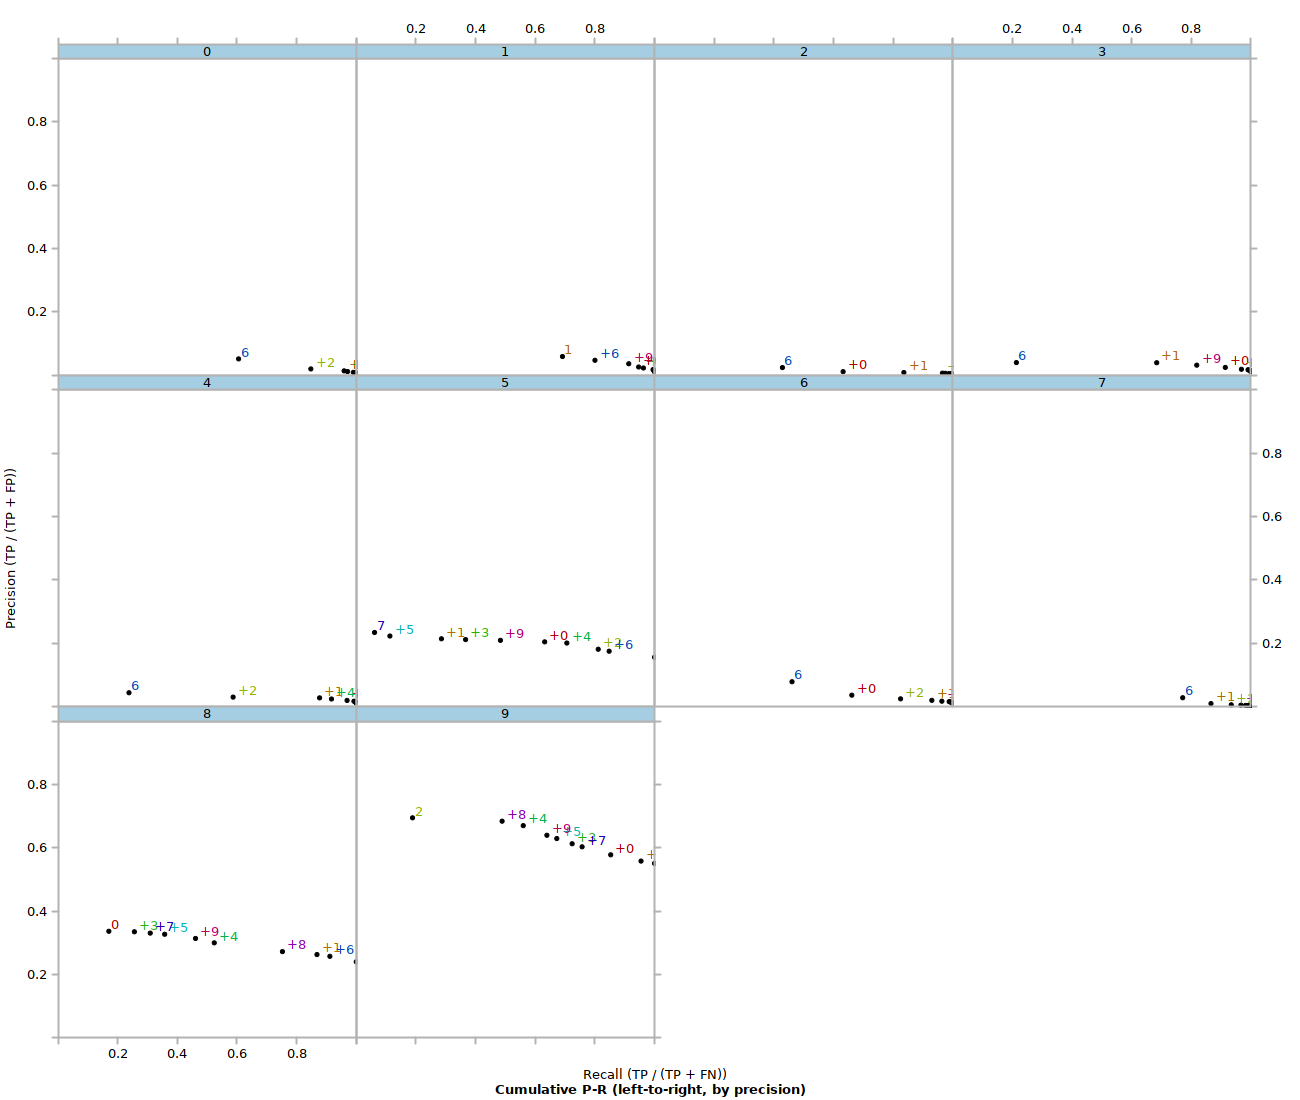 0.2 0.4 0.6 0.8 0.2 0.4 0.6 0.8
0 1 2 3
0.8
0.6
0.4
0.2
6 +2
1 +6 +9
6 +0 +1
6 +1 +9 +0
4 5 6 7
0.8
0.6
0.4
0.2
6 +2 +1 +4
7 +5 +1 +3 +9 +0 +4 +2 +6
6 +0 +2
6 +1
8 9
0.8
0.6
0.4
0.2
0 +3 +7 +5 +9 +4 +8 +1 +6
2 +8 +4 +9 +5 +3 +7 +0
0.2 0.4 0.6 0.8
Precision (TP / (TP + FP))
Recall (TP / (TP + FN))
Cumulative P-R (left-to-right, by precision)